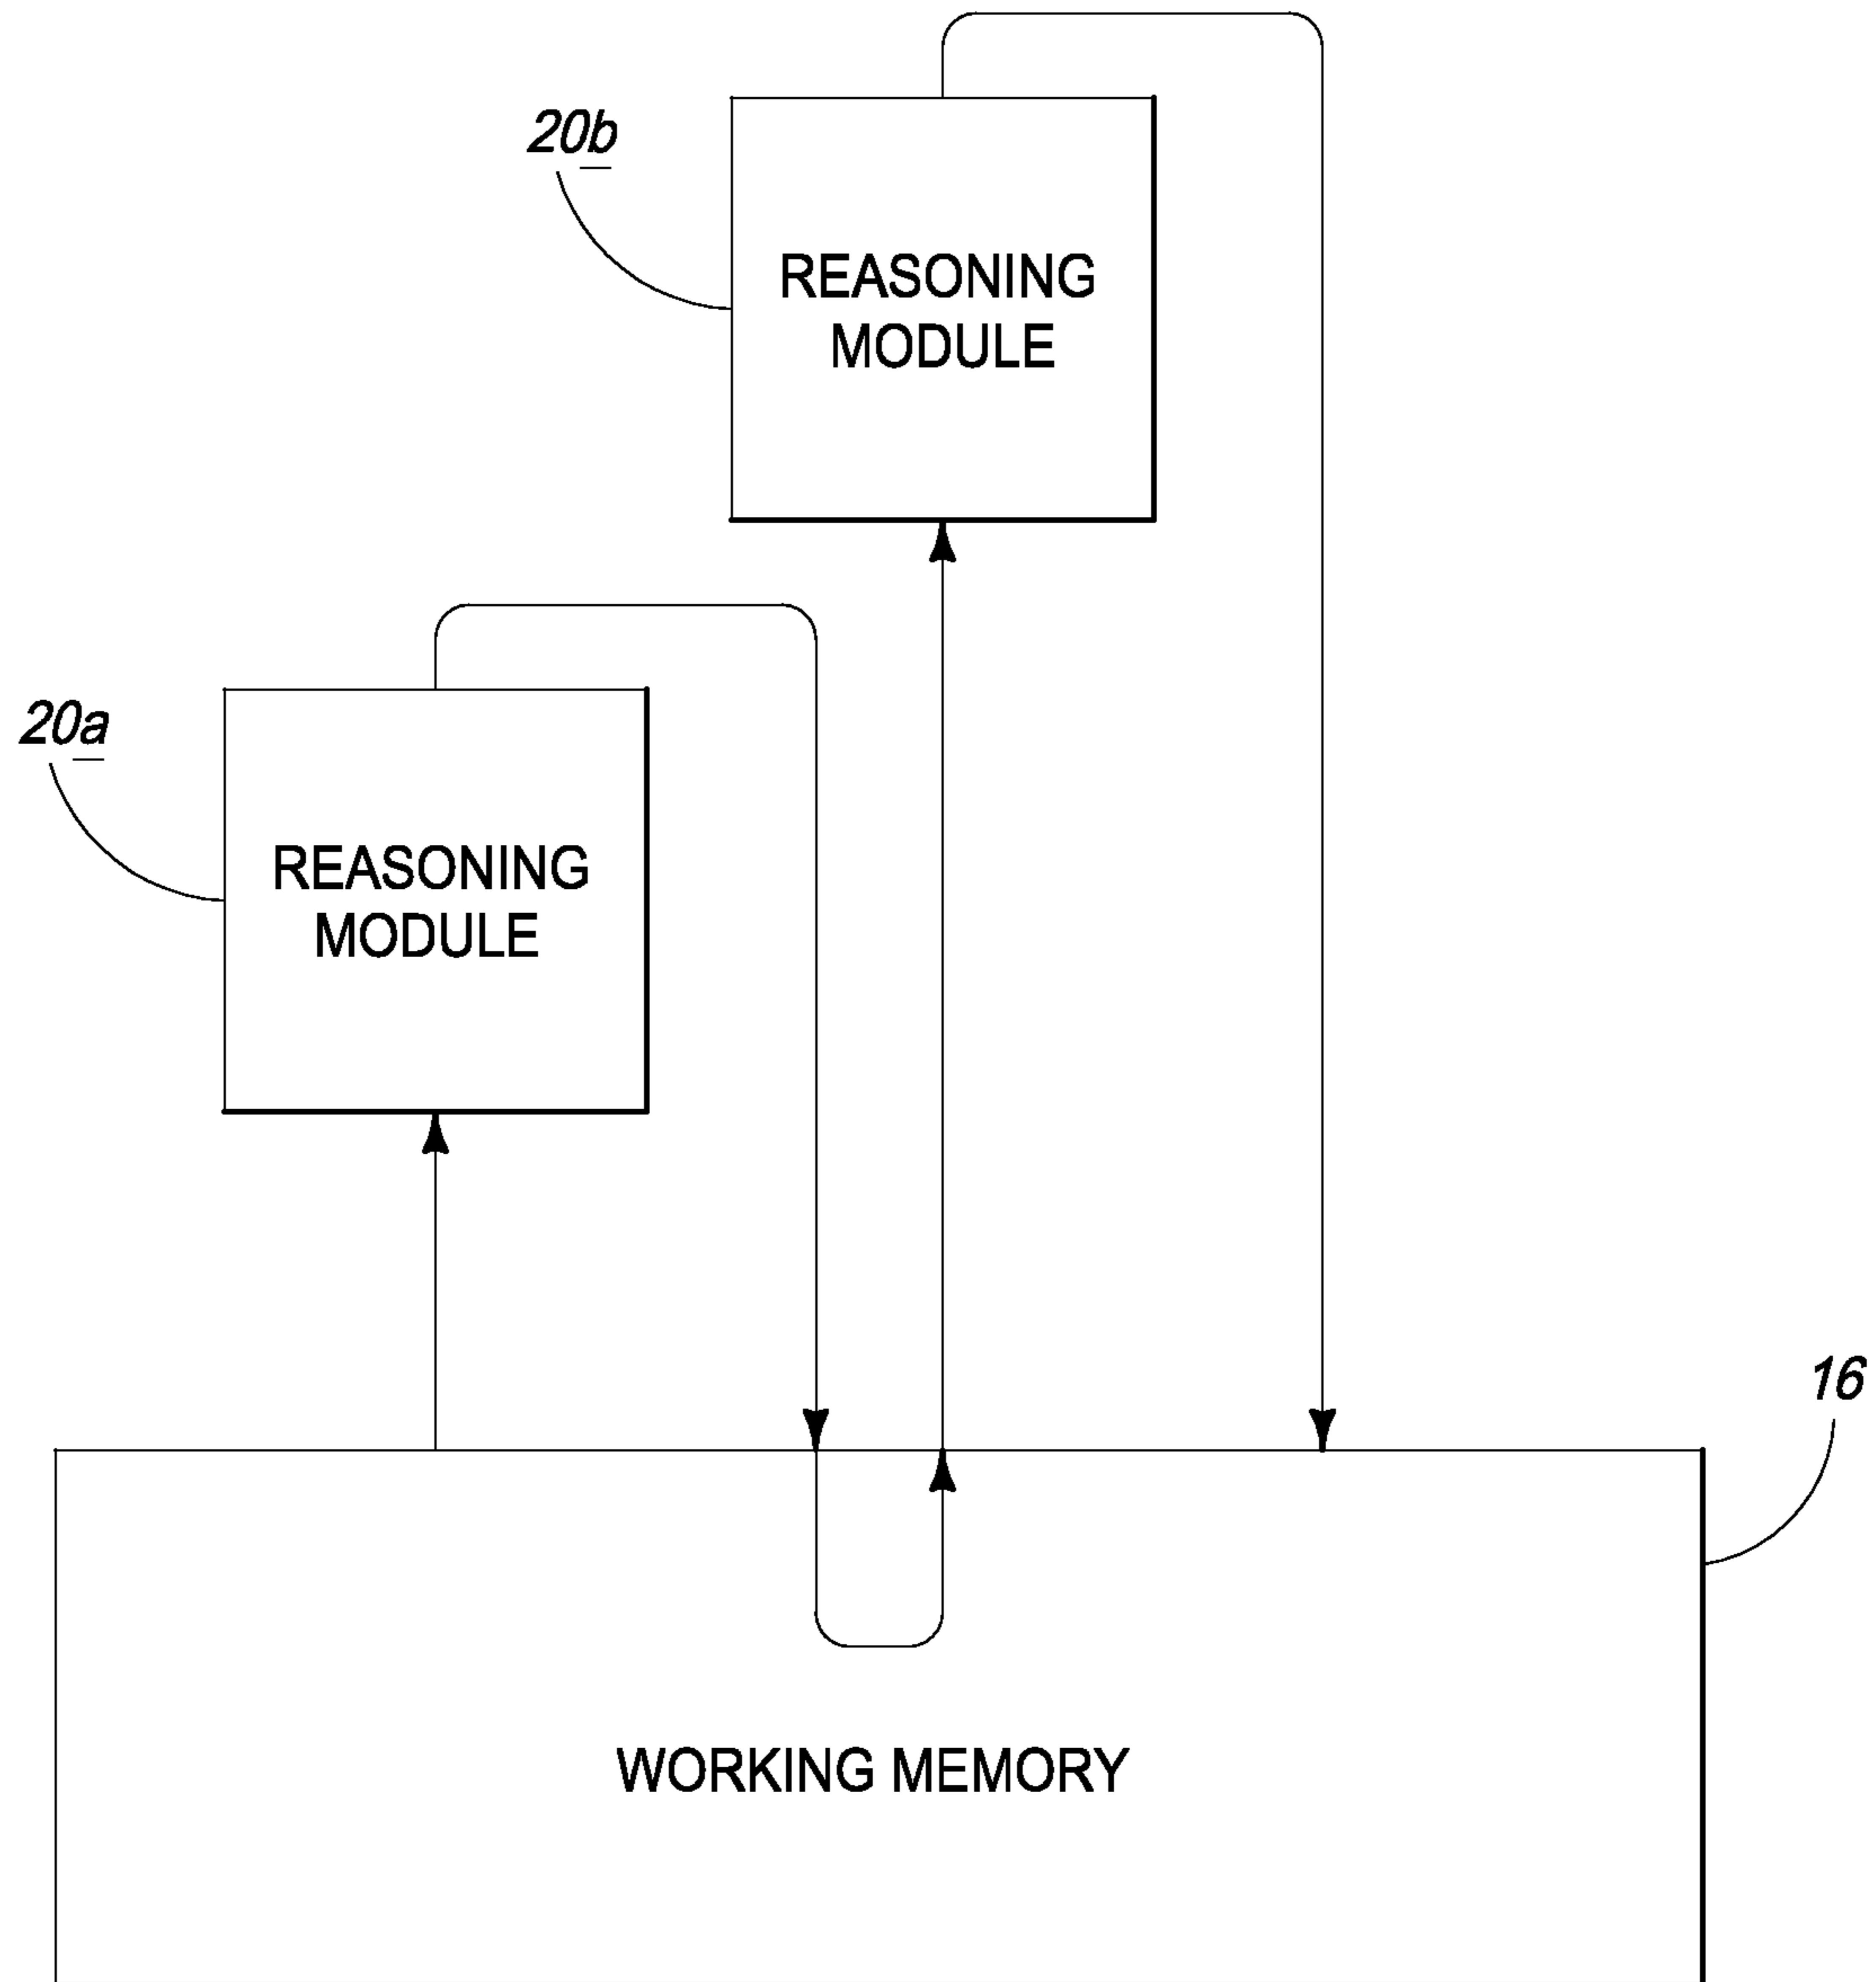 20b
REASONING
MODULE
20a
REASONING
MODULE
16
WORKING MEMORY